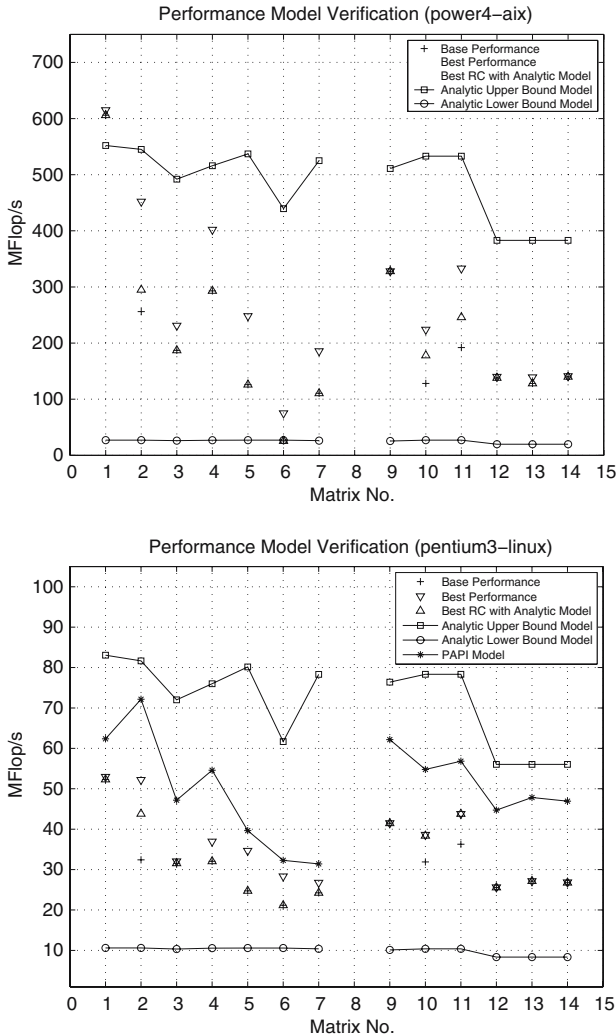 Performance Model Verification (power4−aix)
700
600
500
400
300
200
100
0
MFlop/s
Base Performance
Best Performance
Best RC with Analytic Model
Analytic Upper Bound Model
Analytic Lower Bound Model
0 1 2 3 4 5 6 7 8 9 10 11 12 13 14 15
Matrix No.
Performance Model Verification (pentium3−linux)
100
90
80
70
60
50
40
30
20
10
MFlop/s
Base Performance
Best Performance
Best RC with Analytic Model
Analytic Upper Bound Model
Analytic Lower Bound Model
PAPI Model
0 1 2 3 4 5 6 7 8 9 10 11 12 13 14 15
Matrix No.